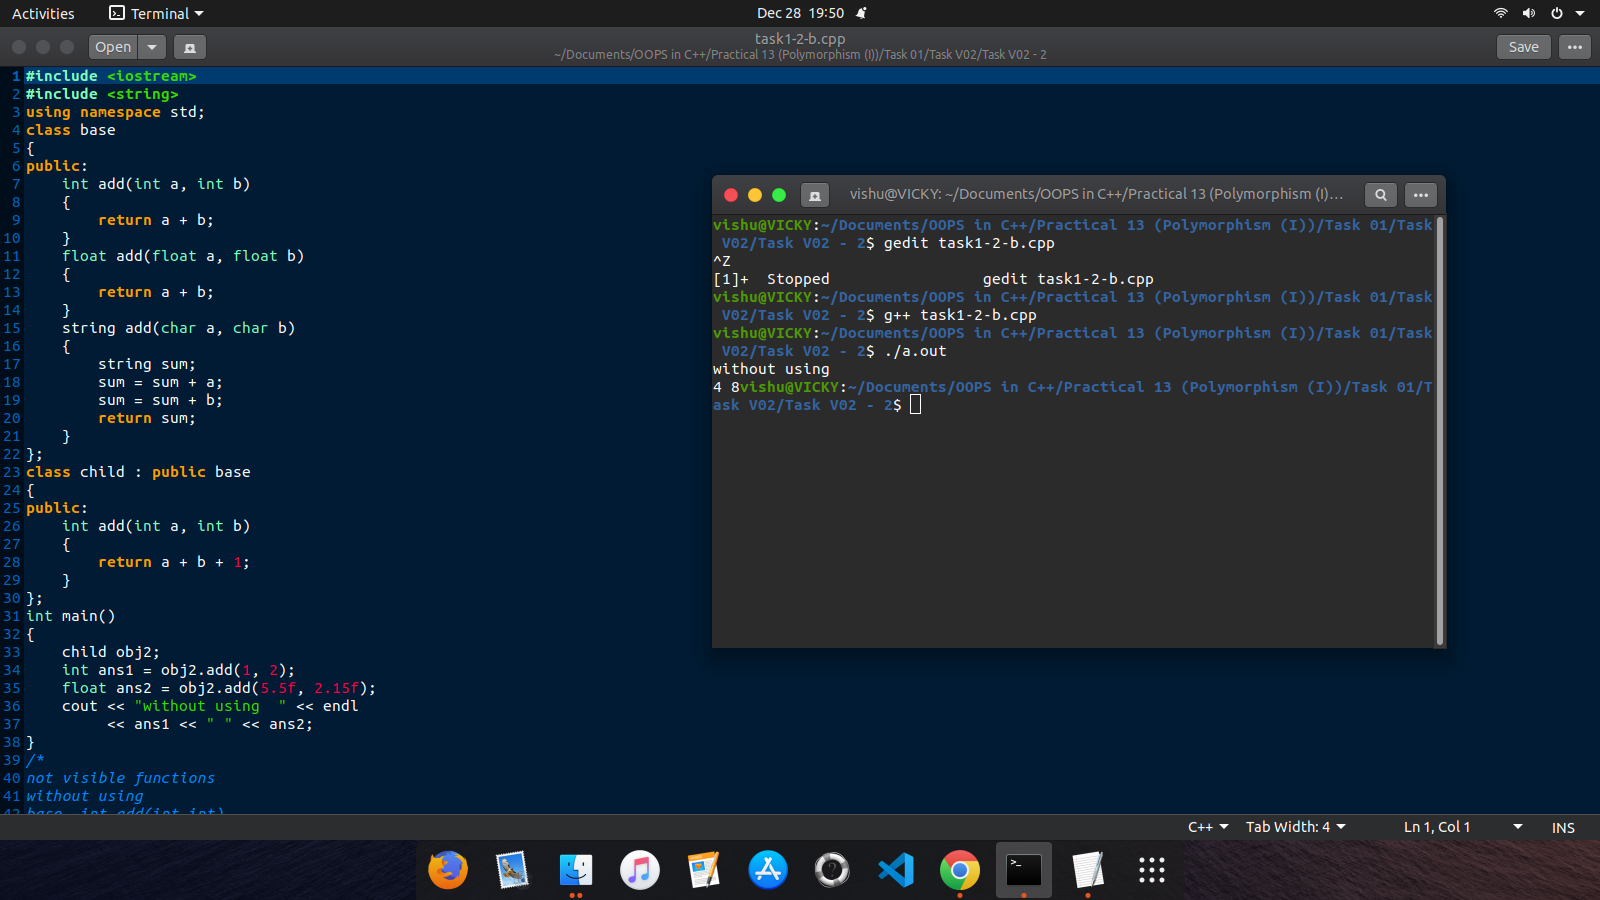 Activities
Terminal
Dec 28 19:50
Open
task1-2-b.cpp
~/Documents/OOPS in C++/Practical 13 (Polymorphism (I))/Task 01/Task V02/Task V02 - 2
Save
1 #include <iostream>
2 #include <string>
3 using namespace std;
4 class base
5 {
6 public:
7     int add(int a, int b)
8     {
9         return a + b;
10     }
11     float add(float a, float b)
12     {
13         return a + b;
14     }
15     string add(char a, char b)
16     {
17         string sum;
18         sum = sum + a;
19         sum = sum + b;
20         return sum;
21     }
22 };
23 class child : public base
24 {
25 public:
26     int add(int a, int b)
27     {
28         return a + b + 1;
29     }
30 };
31 int main()
32 {
33     child obj2;
34     int ans1 = obj2.add(1, 2);
35     float ans2 = obj2.add(5.5f, 2.15f);
36     cout << "without using  " << endl
37          << ans1 << " " << ans2;
38 }
39 /*
40 not visible functions
41 without using
42 base  int add(int,int)
vishu@VICKY: ~/Documents/OOPS in C++/Practical 13 (Polymorphism (I)...
vishu@VICKY:~/Documents/OOPS in C++/Practical 13 (Polymorphism (I))/Task 01/Task
 V02/Task V02 - 2$ gedit task1-2-b.cpp
^Z
[1]+  Stopped                 gedit task1-2-b.cpp
vishu@VICKY:~/Documents/OOPS in C++/Practical 13 (Polymorphism (I))/Task 01/Task
 V02/Task V02 - 2$ g++ task1-2-b.cpp
vishu@VICKY:~/Documents/OOPS in C++/Practical 13 (Polymorphism (I))/Task 01/Task
 V02/Task V02 - 2$ ./a.out
without using
4 8vishu@VICKY:~/Documents/OOPS in C++/Practical 13 (Polymorphism (I))/Task 01/T
ask V02/Task V02 - 2$
C++
Tab Width: 4
Ln 1, Col 1
INS